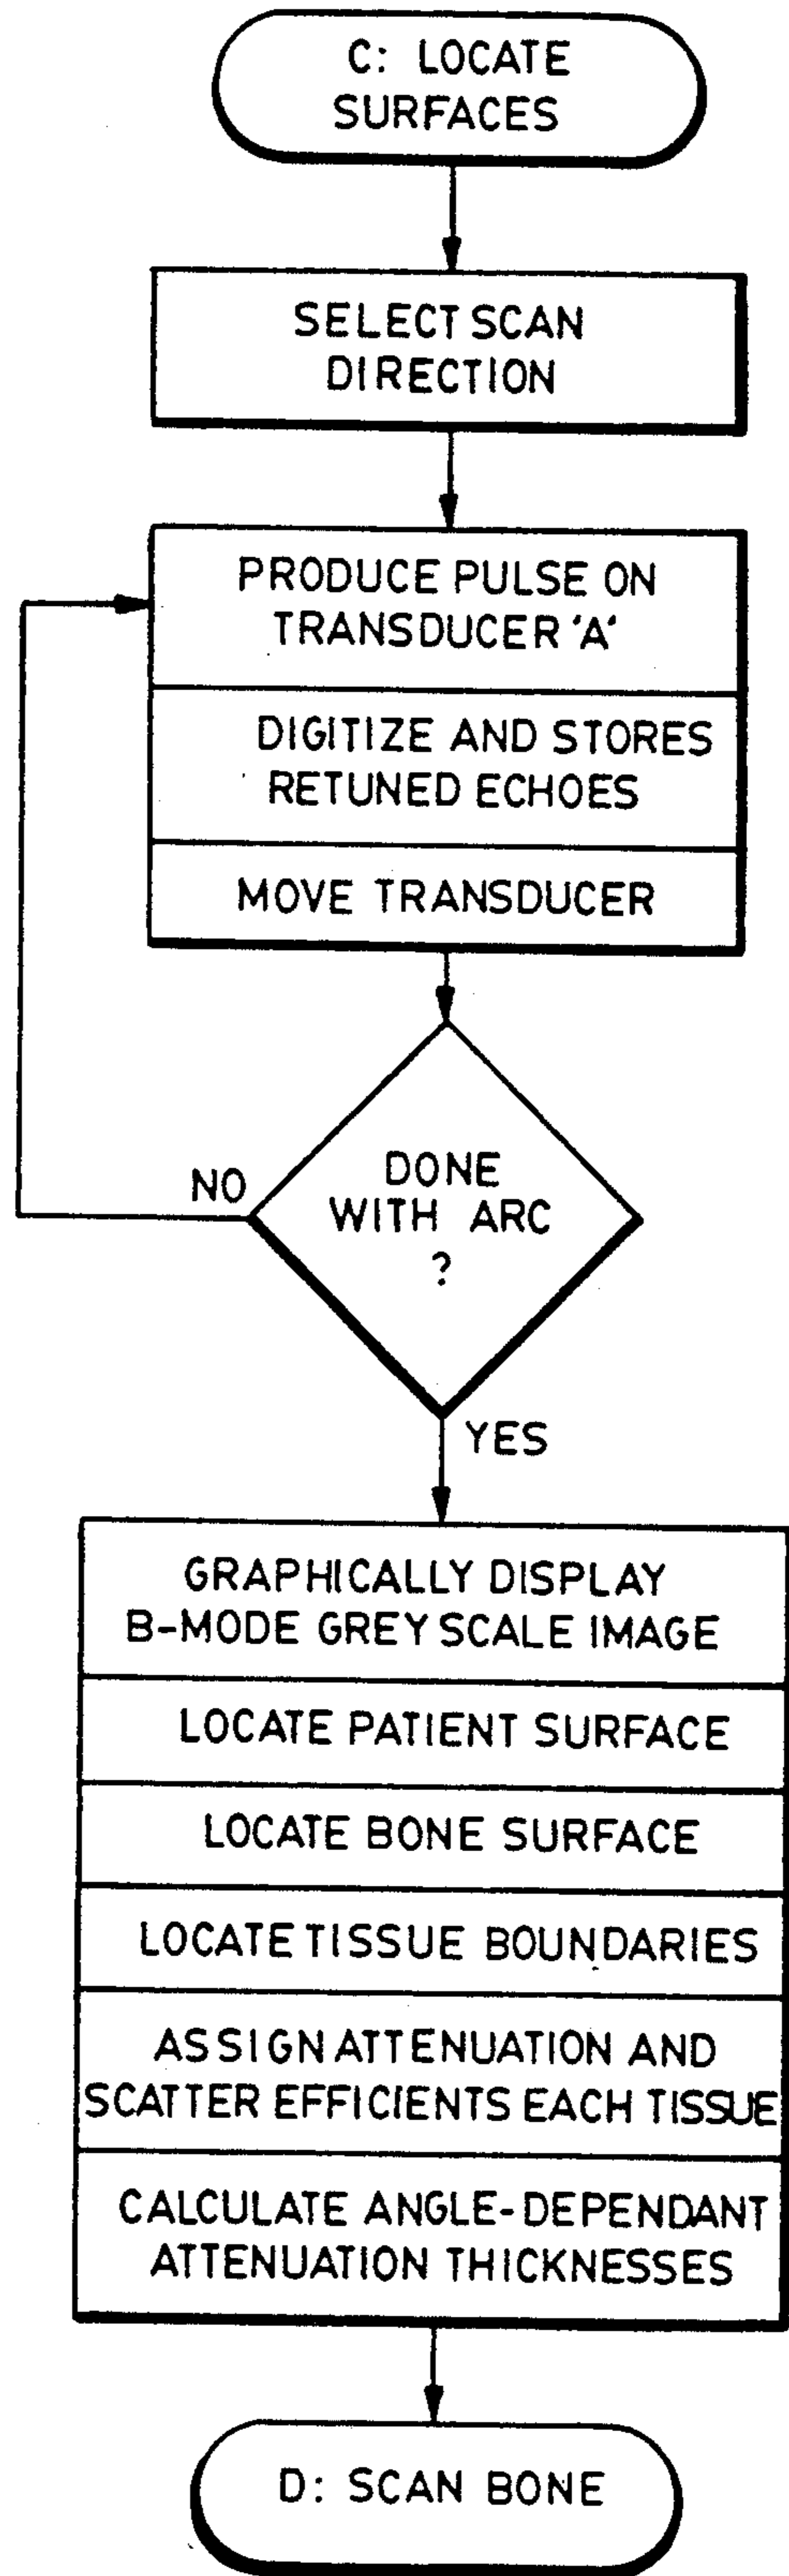 C: LOCATE
SURFACES
SELECT SCAN
DIRECTION
PRODUCE PULSE ON
TRANSDUCER 'A'
DIGITIZE AND STORES
RETUNED ECHOES
MOVE TRANSDUCER
DONE
WITH ARC
?
NO
YES
GRAPHICALLY DISPLAY
B-MODE GREY SCALE IMAGE
LOCATE PATIENT SURFACE
LOCATE BONE SURFACE
LOCATE TISSUE BOUNDARIES
ASSIGN ATTENUATION AND
SCATTER EFFICIENTS EACH TISSUE
CALCULATE ANGLE-DEPENDANT
ATTENUATION THICKNESSES
D: SCAN BONE